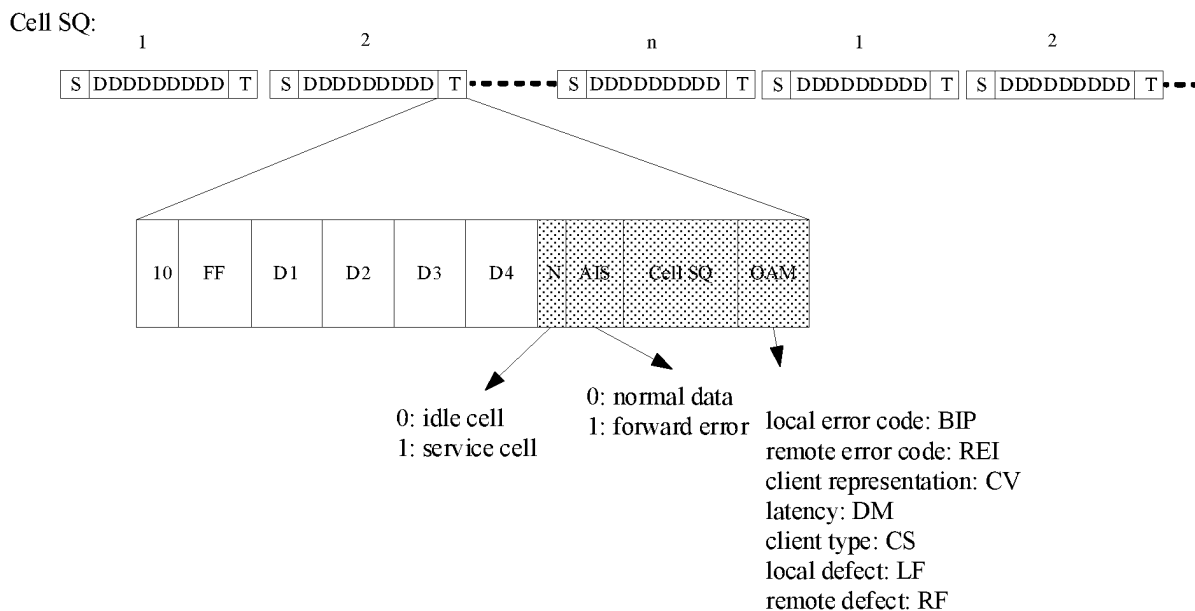 Cell SQ:
1 2 n 1 2
S DDDDDDDDD T S DDDDDDDDD T S DDDDDDDDD T S DDDDDDDDD T S DDDDDDDDD T
10 FF D1 D2 D3 D4 N AIS Cell SQ OAM
0: idle cell
1: service cell
0: normal data
1: forward error
local error code: BIP
remote error code: REI
client representation: CV
latency: DM
client type: CS
local defect: LF
remote defect: RF